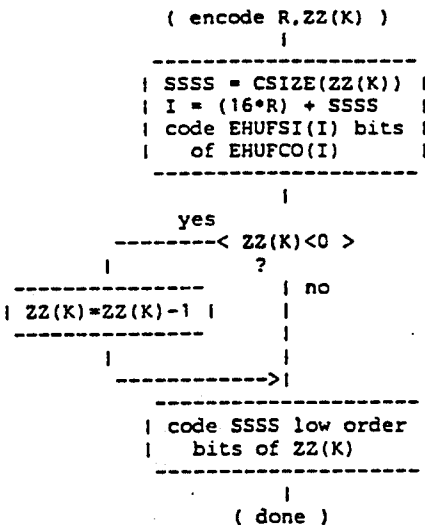 ( encode R,ZZ(K) )
SSSS = CSIZE(ZZ(K))
I = (16*R) + SSSS
code EHUFSI(I) bits
of EHUFCO(I)
yes
< ZZ(K)<0 >
?
no
ZZ(K)=ZZ(K)-1
code SSSS low order
bits of ZZ(K)
( done )